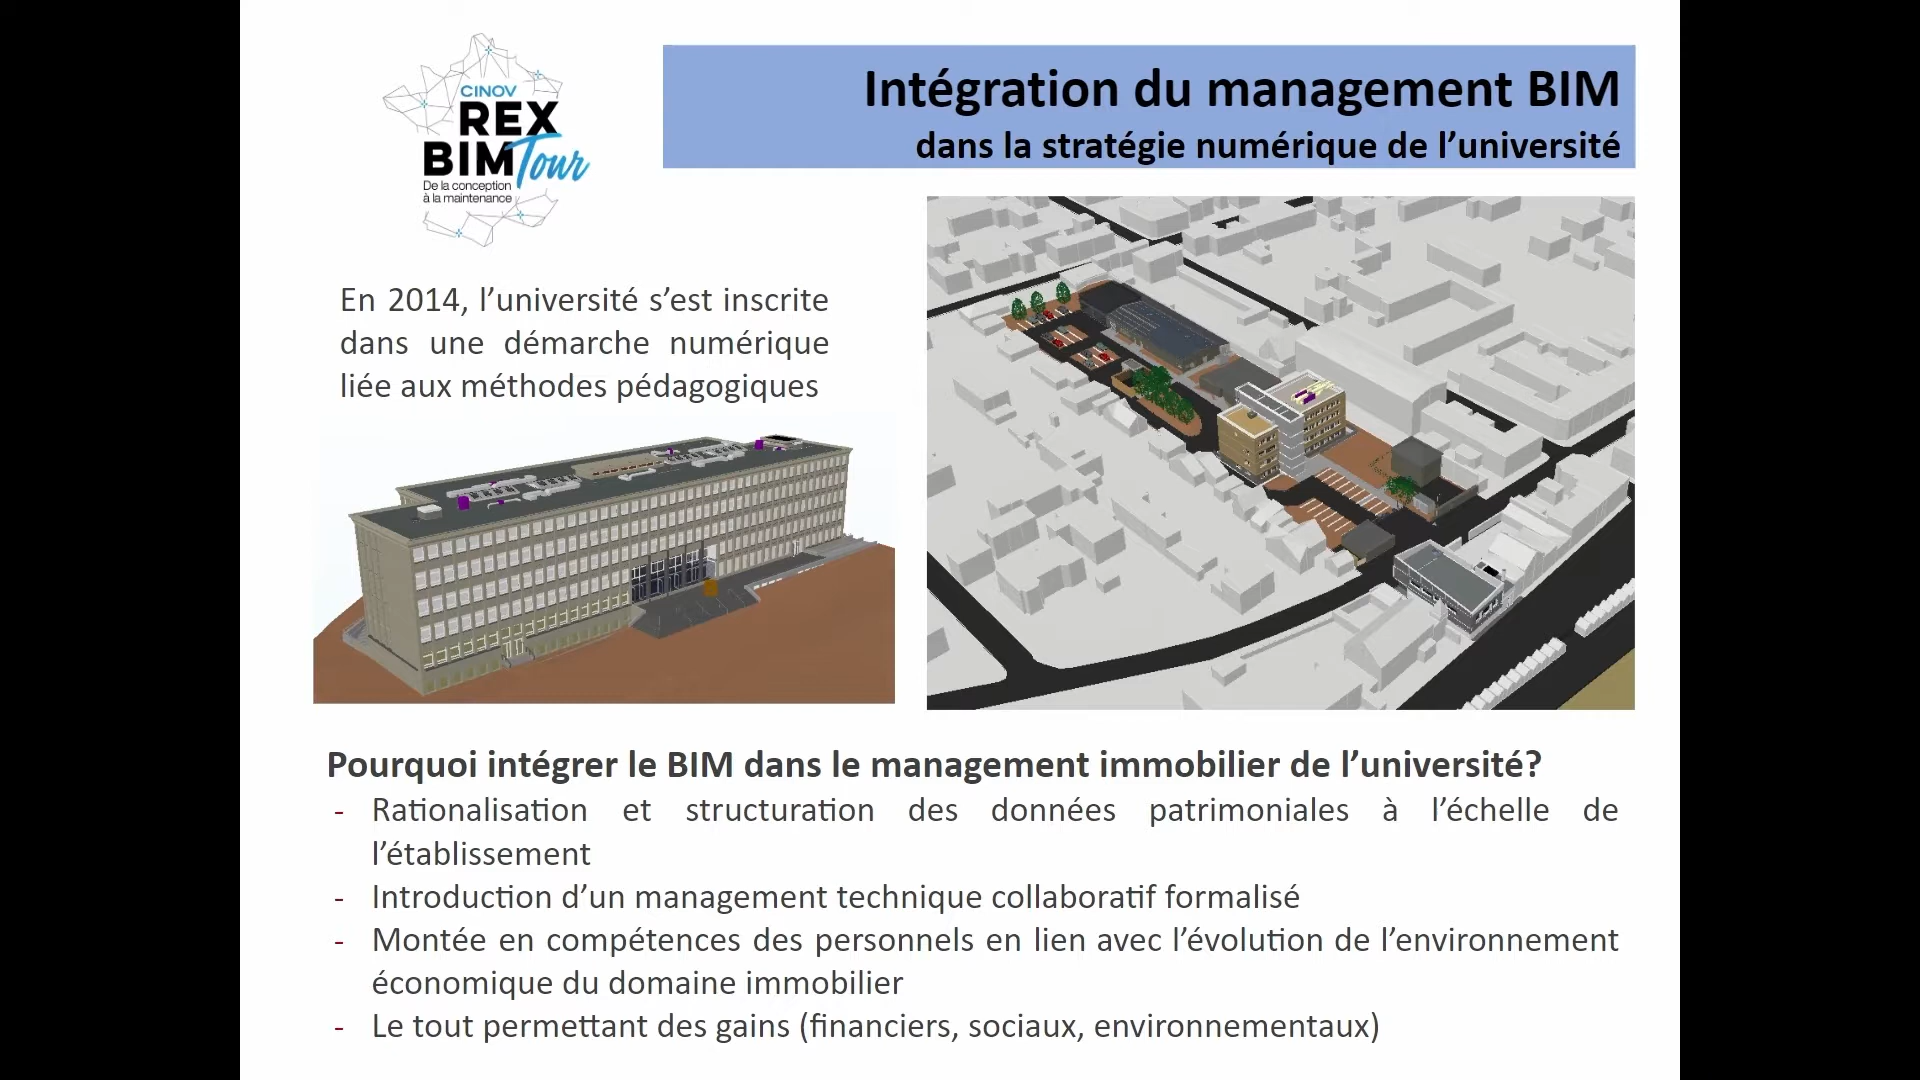 CINOV
REX
BIM Tour
De la conception
à la maintenance
Intégration du management BIM
dans la stratégie numérique de l’université
En 2014, l’université s’est inscrite
dans une démarche numérique
liée aux méthodes pédagogiques
Pourquoi intégrer le BIM dans le management immobilier de l’université?
- Rationalisation et structuration des données patrimoniales à l’échelle de
l’établissement
- Introduction d’un management technique collaboratif formalisé
- Montée en compétences des personnels en lien avec l’évolution de l’environnement
économique du domaine immobilier
- Le tout permettant des gains (financiers, sociaux, environnementaux)